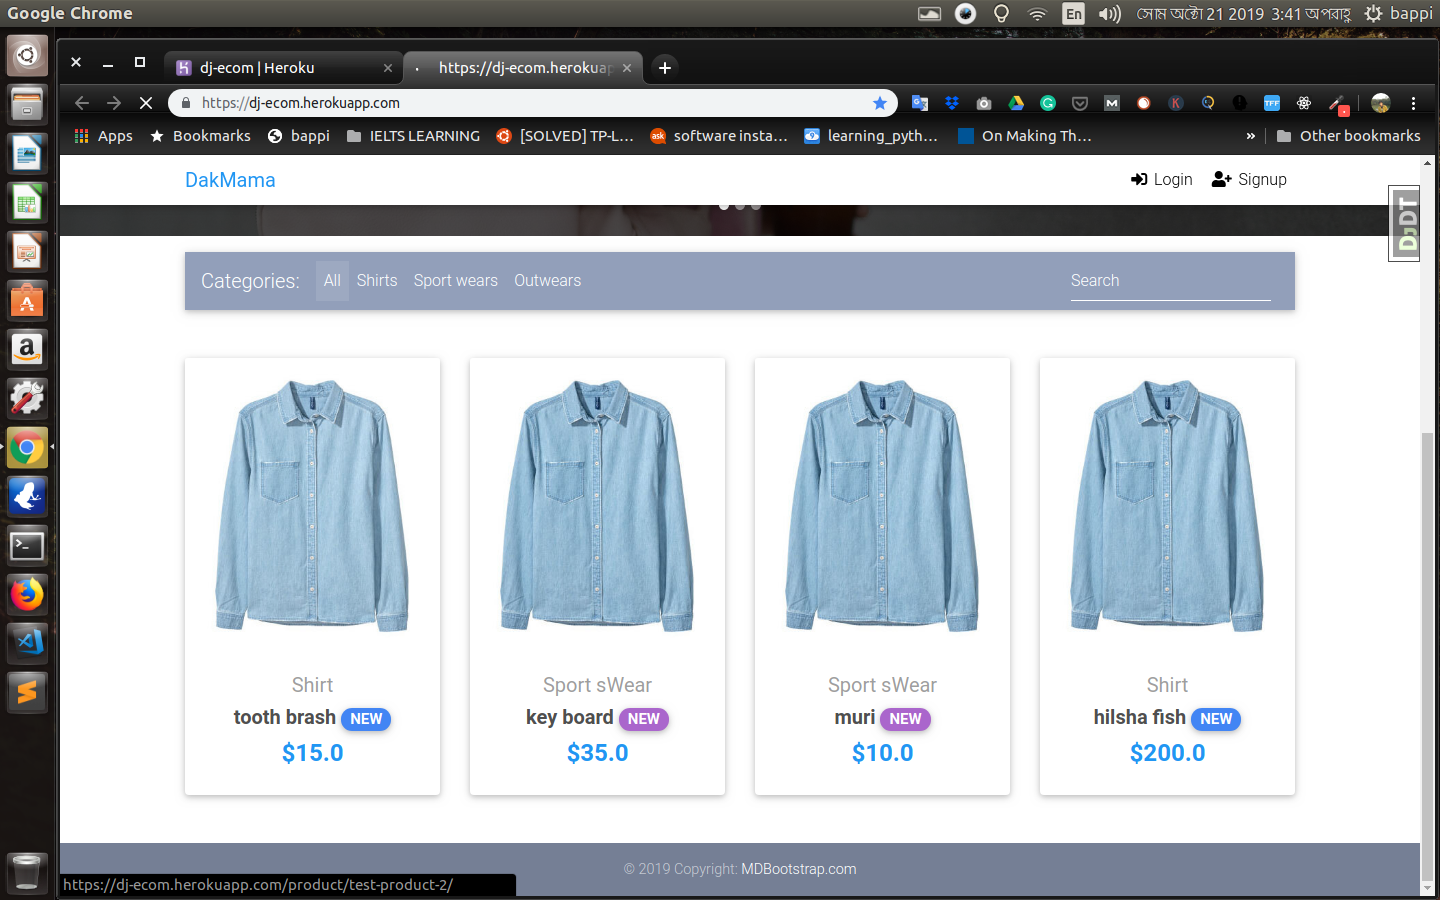 Google Chrome
En
সোম অক্টো 21 2019 3:41 অপরাহ্ণ
bappi
dj-ecom | Heroku
https://dj-ecom.herokuap
https://dj-ecom.herokuapp.com
Apps
Bookmarks
bappi
IELTS LEARNING
[SOLVED] TP-L...
software insta...
learning_pyth...
On Making Th...
»
Other bookmarks
DakMama
Login
Signup
DJDT
Categories:
All
Shirts
Sport wears
Outwears
Search
Shirt
tooth brash NEW
$15.0
Sport sWear
key board NEW
$35.0
Sport sWear
muri NEW
$10.0
Shirt
hilsha fish NEW
$200.0
© 2019 Copyright: MDBootstrap.com
https://dj-ecom.herokuapp.com/product/test-product-2/